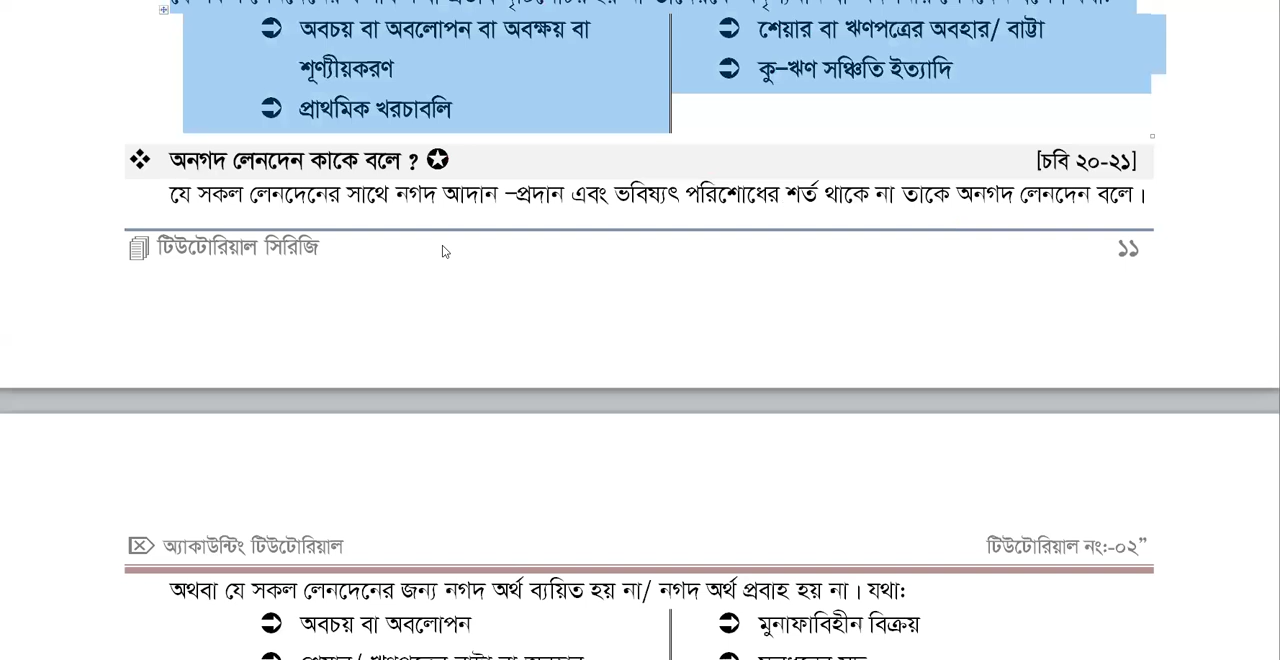 ➲ অবচয় বা অবলোপন বা অবক্ষয় বা শূণ্যীয়করণ
➲ প্রাথমিক খরচাবলি
➲ শেয়ার বা ঋণপত্রের অবহার/ বাট্টা
➲ কু–ঋণ সঞ্চিতি ইত্যাদি
❖ অনগদ লেনদেন কাকে বলে ? ✪ [চবি ২০-২১]
যে সকল লেনদেনের সাথে নগদ আদান –প্রদান এবং ভবিষ্যৎ পরিশোধের শর্ত থাকে না তাকে অনগদ লেনদেন বলে।
টিউটোরিয়াল সিরিজ ১১
অ্যাকাউন্টিং টিউটোরিয়াল টিউটোরিয়াল নং:-০২”
অথবা যে সকল লেনদেনের জন্য নগদ অর্থ ব্যয়িত হয় না/ নগদ অর্থ প্রবাহ হয় না। যথা:
➲ অবচয় বা অবলোপন
➲ মুনাফাবিহীন বিক্রয়